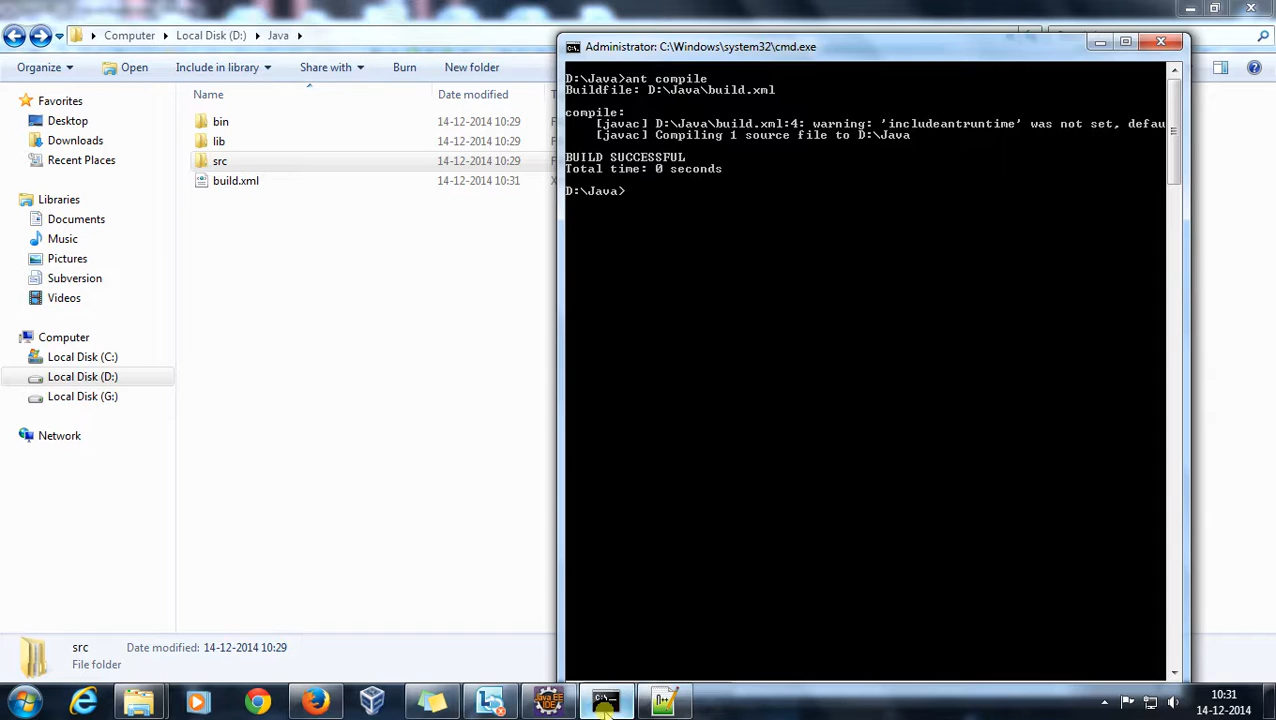 Computer
Local Disk (D:)
Java
Organize
Open
Include in library
Share with
Burn
New folder
Name
Date modified
Favorites
Desktop
Downloads
Recent Places
Libraries
Documents
Music
Pictures
Subversion
Videos
Computer
Local Disk (C:)
Local Disk (D:)
Local Disk (G:)
Network
bin 14-12-2014 10:29
lib 14-12-2014 10:29
src 14-12-2014 10:29
build.xml 14-12-2014 10:31
Administrator: C:\Windows\system32\cmd.exe
D:\Java>ant compile
Buildfile: D:\Java\build.xml
compile:
[javac] D:\Java\build.xml:4: warning: 'includeantruntime' was not set, defau
[javac] Compiling 1 source file to D:\Java
BUILD SUCCESSFUL
Total time: 0 seconds
D:\Java>
src Date modified: 14-12-2014 10:29
File folder
Java EE
IDE
C:\
10:31
14-12-2014